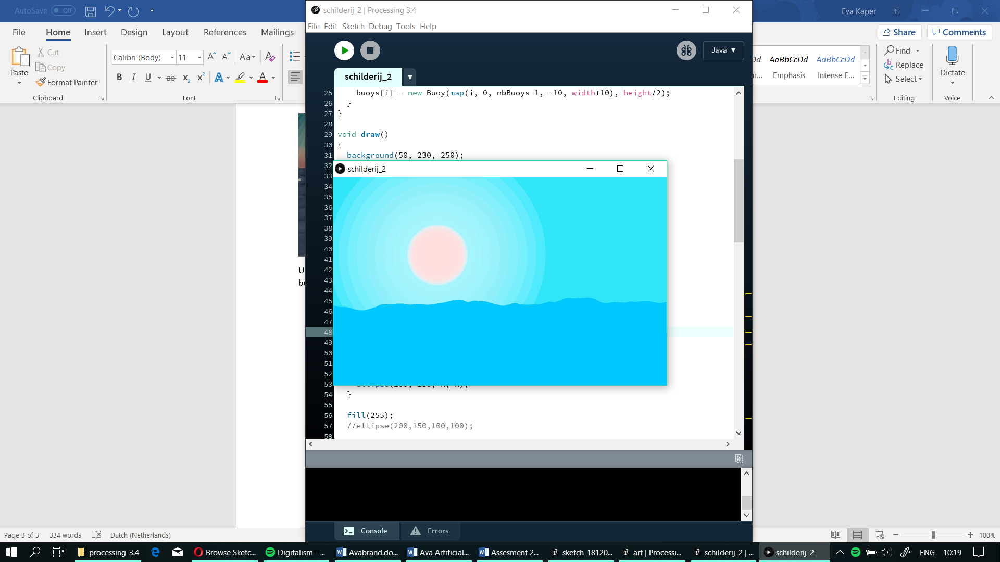 AutoSave Off
Eva Kaper
File Home Insert Design Layout References Mailings
Share Comments
Paste
Cut
Copy
Format Painter
Clipboard
Calibri (Body) 11
Aa
B I U ab x2 x2 A A
Font
AaBbCcDd AaBbCcDd
Emphasis Intense E...
Find
Replace
Select
Editing
Dictate
Voice
U
bu
schilderij_2 | Processing 3.4
File Edit Sketch Debug Tools Help
Java ▼
schilderij_2 ▼
25 buoys[i] = new Buoy(map(i, 0, nbBuoys-1, -10, width+10), height/2);
26 }
27 }
28
29 void draw()
30 {
31 background(50, 230, 250);
32
schilderij_2
33
34
35
36
37
38
39
40
41
42
43
44
45
46
47
48
49
50
51
52
53
54 }
55
56 fill(255);
57 //ellipse(200,150,100,100);
58
Console Errors
Page 3 of 3 334 words Dutch (Netherlands)
100%
processing-3.4 Browse Sketc... Digitalism - ... Avabrand.do... Ava Artificial... Assesment 2... sketch_18120... art | Processi... schilderij_2 | ... schilderij_2
ENG 10:19